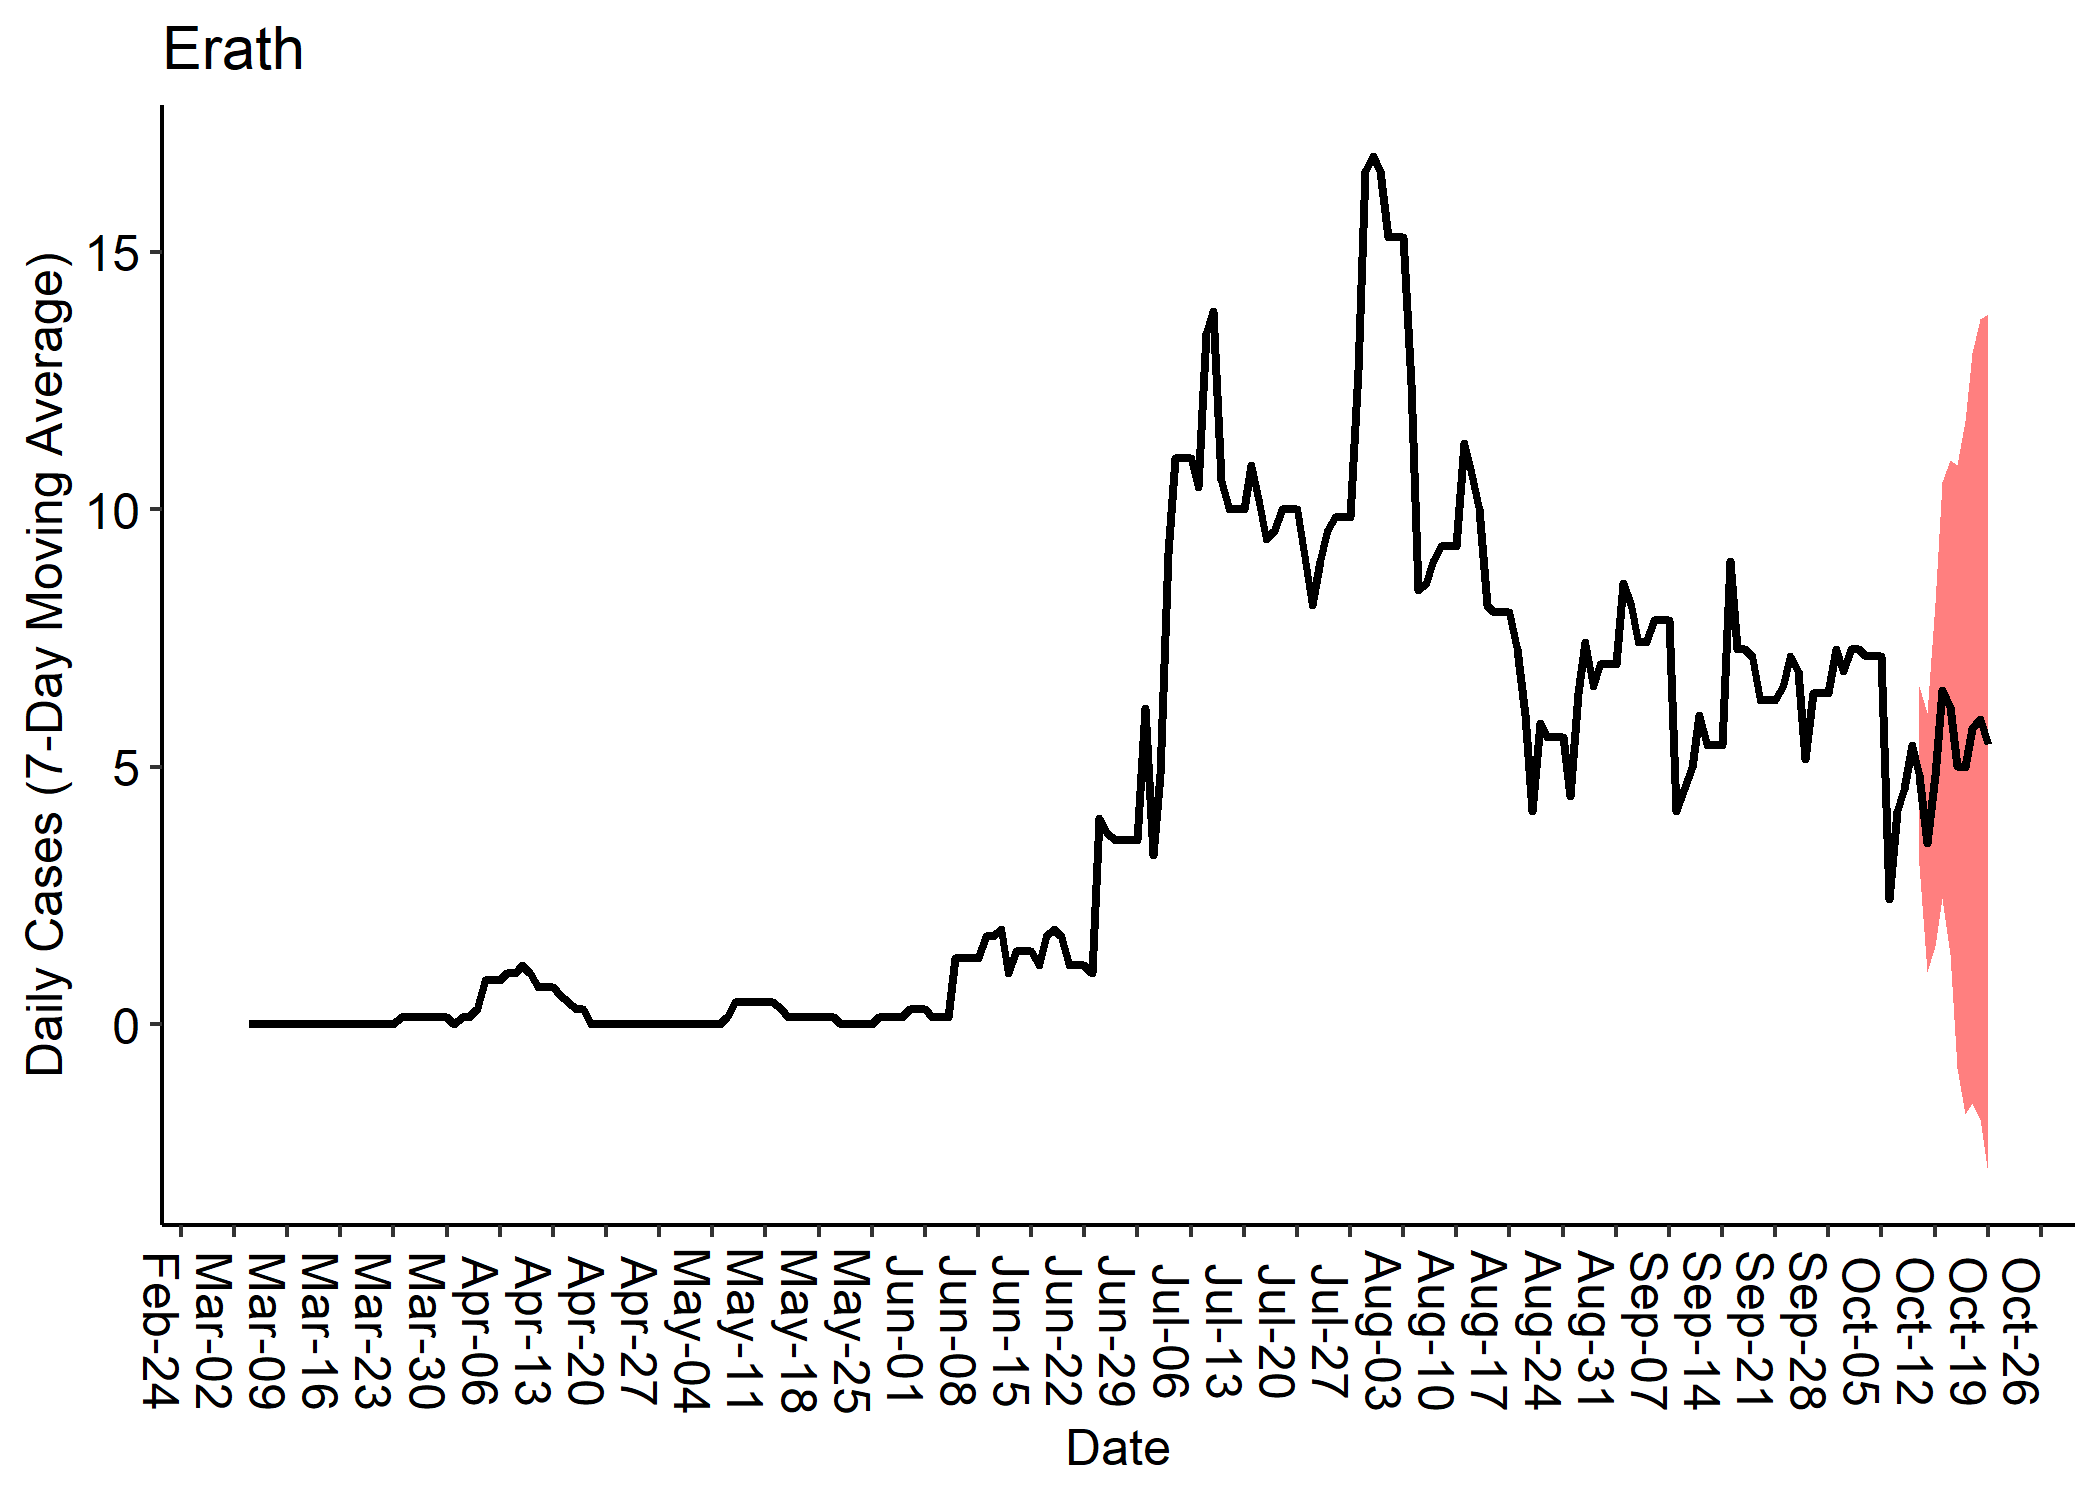 Erath
Daily Cases (7-Day Moving Average)
15
10
5
0
Feb-24
Mar-02
Mar-09
Mar-16
Mar-23
Mar-30
Apr-06
Apr-13
Apr-20
Apr-27
May-04
May-11
May-18
May-25
Jun-01
Jun-08
Jun-15
Jun-22
Jun-29
Jul-06
Jul-13
Jul-20
Jul-27
Aug-03
Aug-10
Aug-17
Aug-24
Aug-31
Sep-07
Sep-14
Sep-21
Sep-28
Oct-05
Oct-12
Oct-19
Oct-26
Date